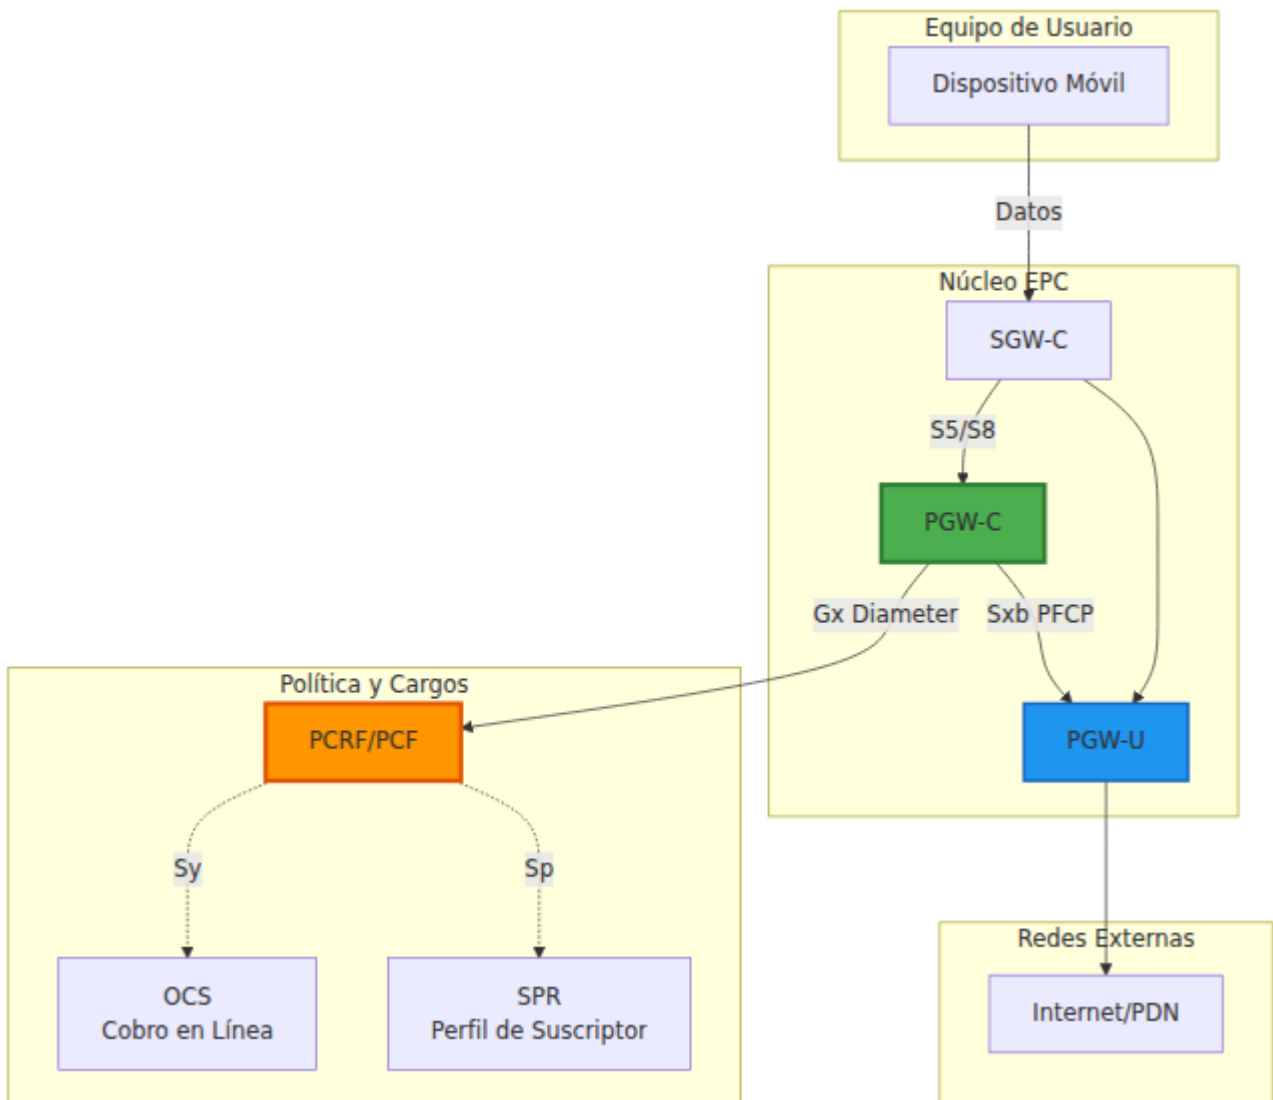 Equipo de Usuario
Dispositivo Móvil
Datos
Núcleo EPC
SGW-C
S5/S8
PGW-C
Gx Diameter
Sxb PFCP
Política y Cargos
PCRF/PCF
PGW-U
Sy
Sp
OCS
Cobro en Línea
SPR
Perfil de Suscriptor
Redes Externas
Internet/PDN